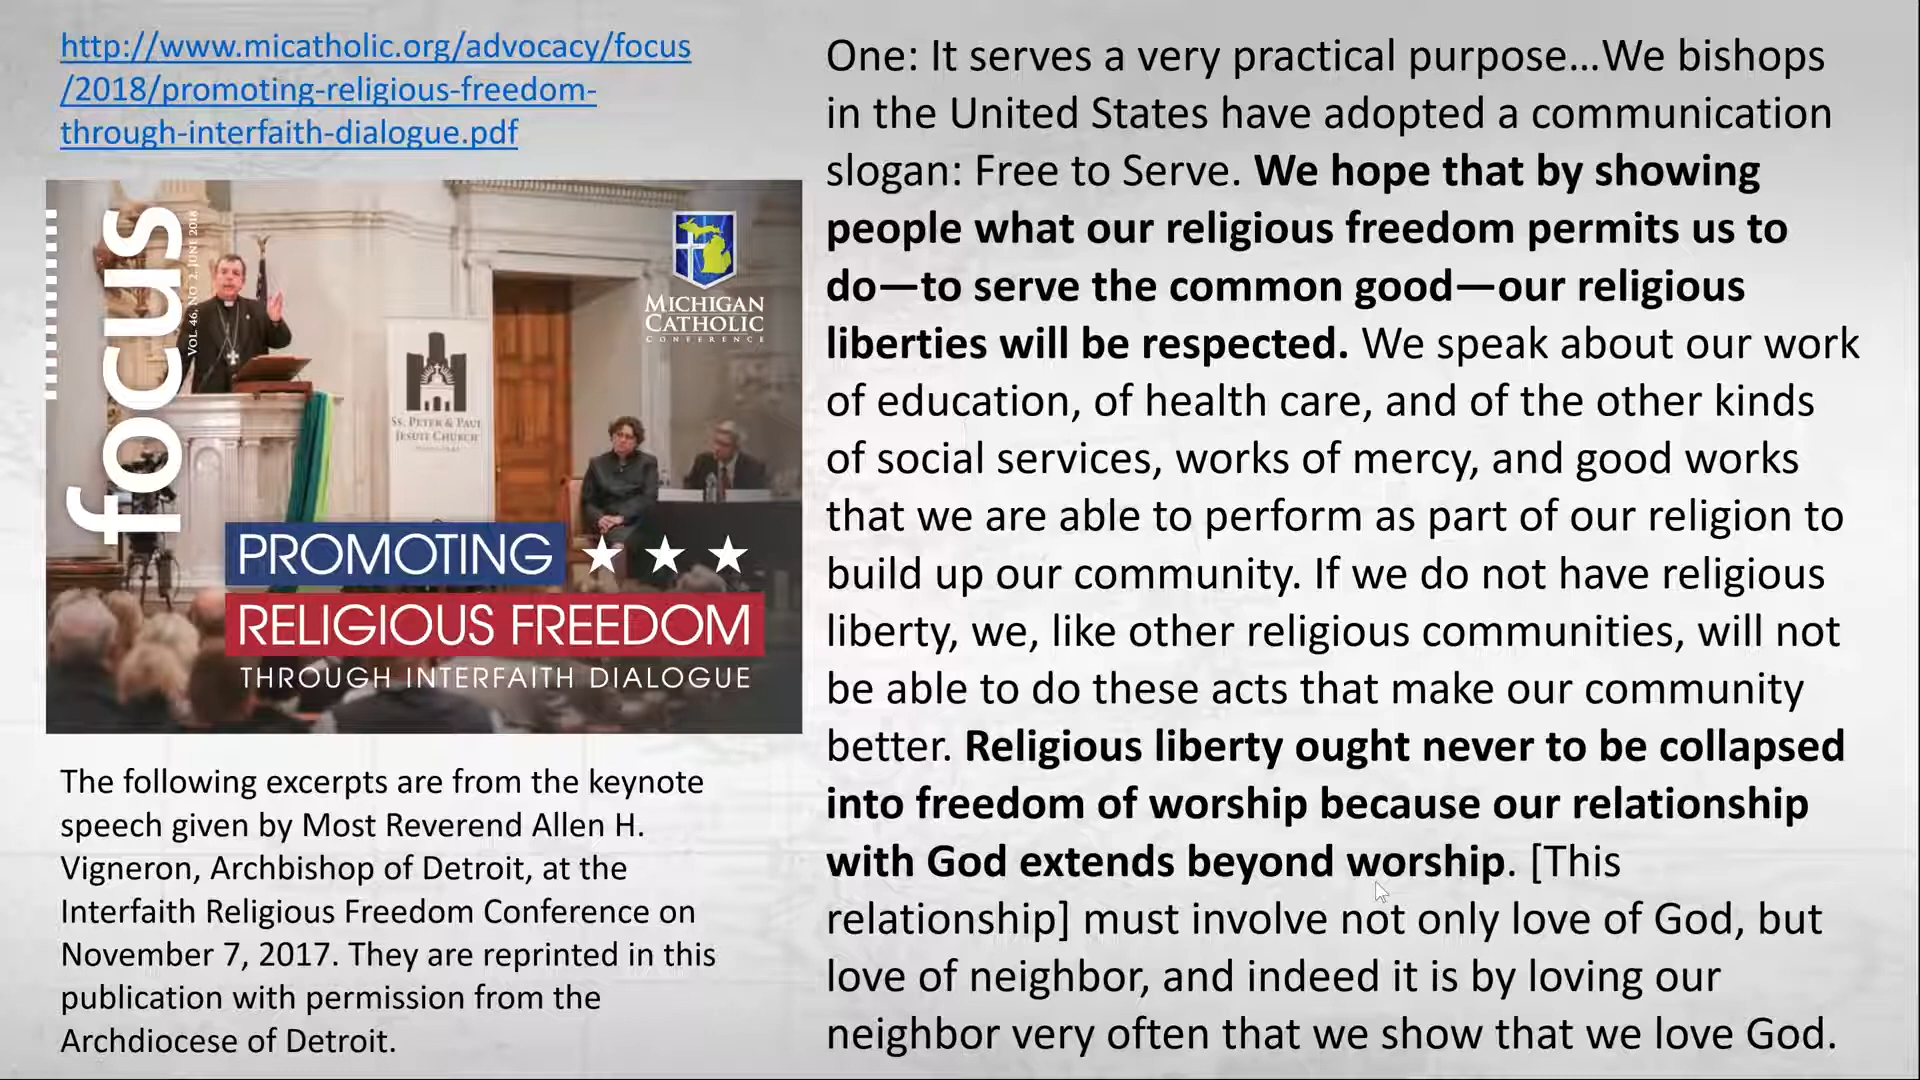 http://www.micatholic.org/advocacy/focus
/2018/promoting-religious-freedom-
through-interfaith-dialogue.pdf
focus
VOL. 46, NO. 2, JUNE 2018
MICHIGAN
CATHOLIC
CONFERENCE
SS. PETER & PAUL
JESUIT CHURCH
PROMOTING
RELIGIOUS FREEDOM
THROUGH INTERFAITH DIALOGUE
The following excerpts are from the keynote
speech given by Most Reverend Allen H.
Vigneron, Archbishop of Detroit, at the
Interfaith Religious Freedom Conference on
November 7, 2017. They are reprinted in this
publication with permission from the
Archdiocese of Detroit.
One: It serves a very practical purpose…We bishops
in the United States have adopted a communication
slogan: Free to Serve. We hope that by showing
people what our religious freedom permits us to
do—to serve the common good—our religious
liberties will be respected. We speak about our work
of education, of health care, and of the other kinds
of social services, works of mercy, and good works
that we are able to perform as part of our religion to
build up our community. If we do not have religious
liberty, we, like other religious communities, will not
be able to do these acts that make our community
better. Religious liberty ought never to be collapsed
into freedom of worship because our relationship
with God extends beyond worship. [This
relationship] must involve not only love of God, but
love of neighbor, and indeed it is by loving our
neighbor very often that we show that we love God.